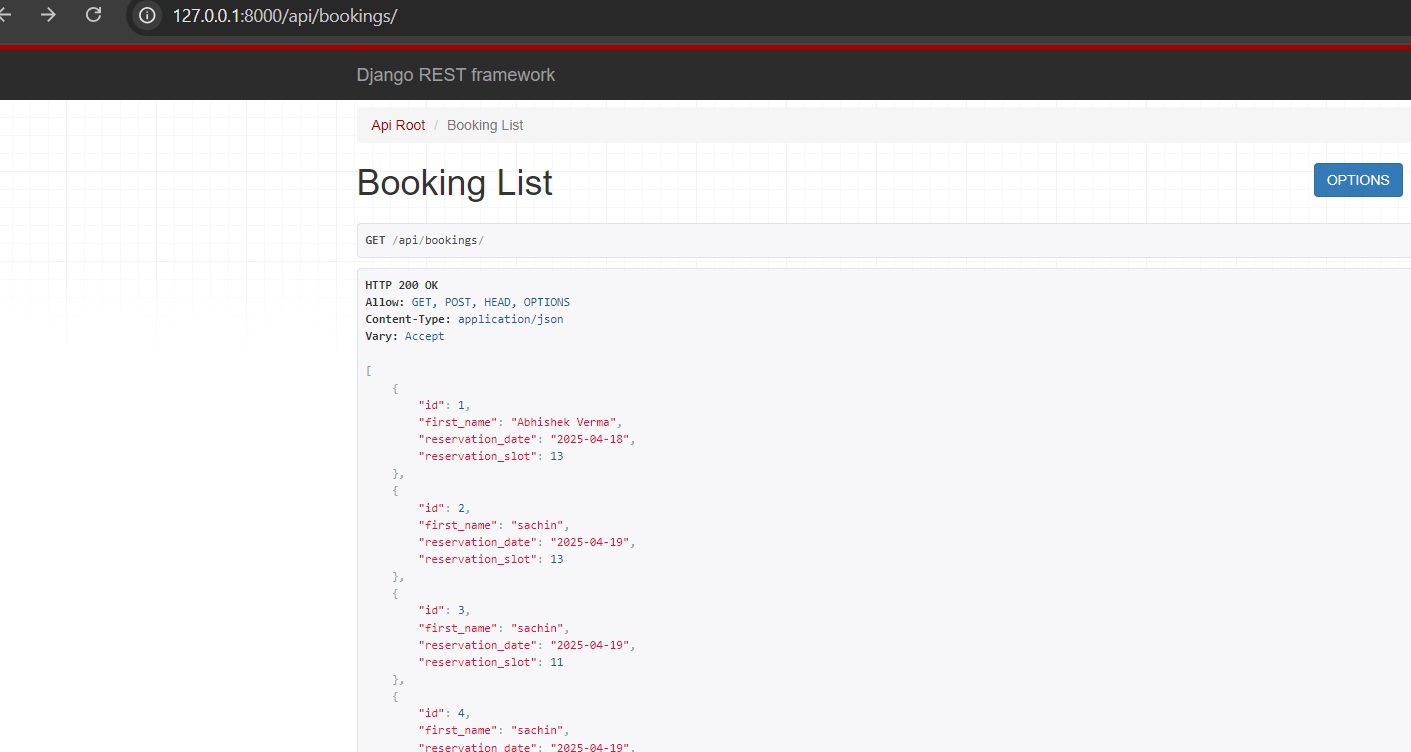 127.0.0.1:8000/api/bookings/
Django REST framework
Api Root / Booking List
Booking List
OPTIONS
GET /api/bookings/
HTTP 200 OK
Allow: GET, POST, HEAD, OPTIONS
Content-Type: application/json
Vary: Accept
[
    {
        "id": 1,
        "first_name": "Abhishek Verma",
        "reservation_date": "2025-04-18",
        "reservation_slot": 13
    },
    {
        "id": 2,
        "first_name": "sachin",
        "reservation_date": "2025-04-19",
        "reservation_slot": 13
    },
    {
        "id": 3,
        "first_name": "sachin",
        "reservation_date": "2025-04-19",
        "reservation_slot": 11
    },
    {
        "id": 4,
        "first_name": "sachin",
        "reservation_date": "2025-04-19",